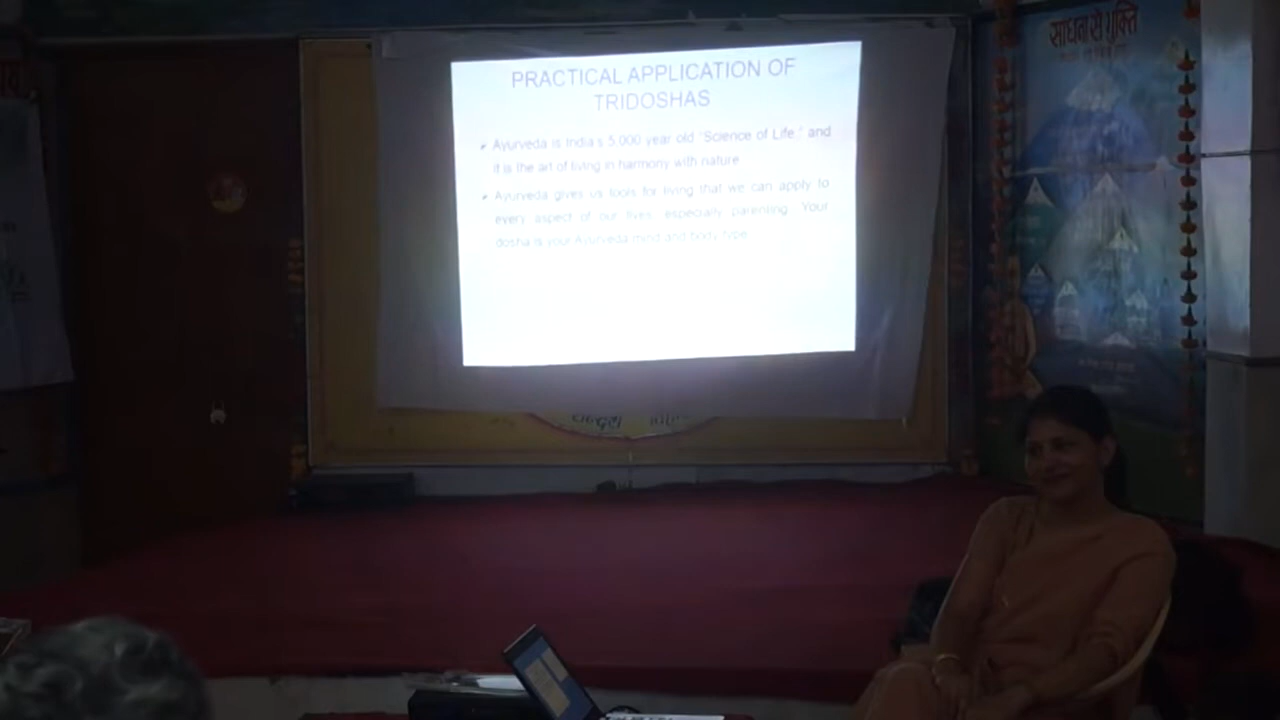 साधना से मुक्ति
PRACTICAL APPLICATION OF
TRIDOSHAS
Ayurveda is India's 5,000 year old "Science of Life," and
it is the art of living in harmony with nature
Ayurveda gives us tools for living that we can apply to
every aspect of our lives, especially parenting. Your
dosha is your Ayurveda mind and body type.